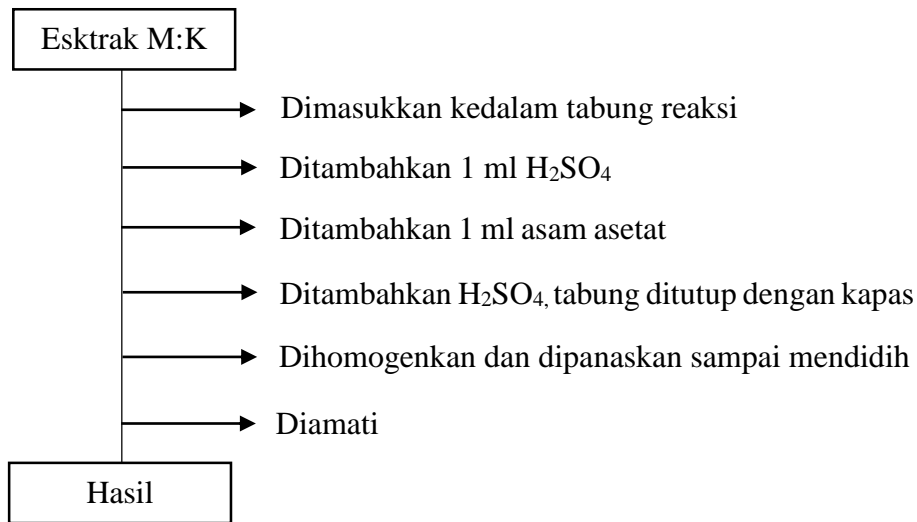 Esktrak M:K
Dimasukkan kedalam tabung reaksi
Ditambahkan 1 ml H₂SO₄
Ditambahkan 1 ml asam asetat
Ditambahkan H₂SO₄, tabung ditutup dengan kapas
Dihomogenkan dan dipanaskan sampai mendidih
Diamati
Hasil